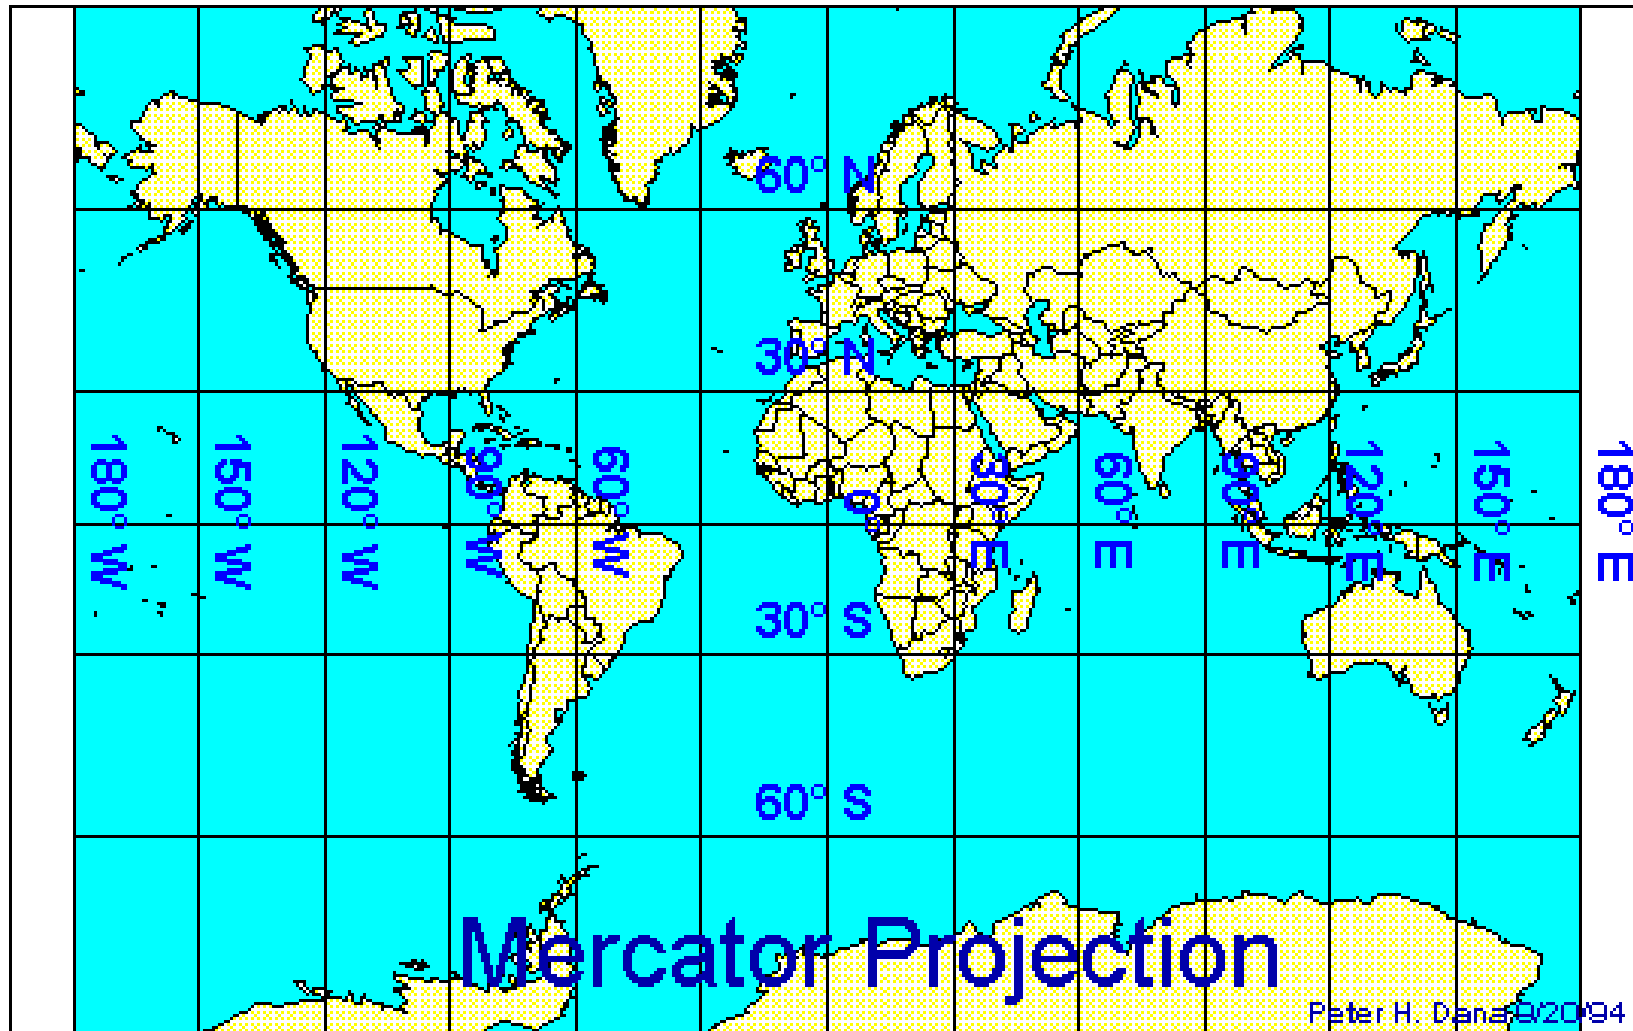 60° N
30° N
180° W
150° W
120° W
90° W
60° W
0°
30° E
60° E
90° E
120° E
150° E
180° E
30° S
60° S
Mercator Projection
Peter H. Dana 9/20/94